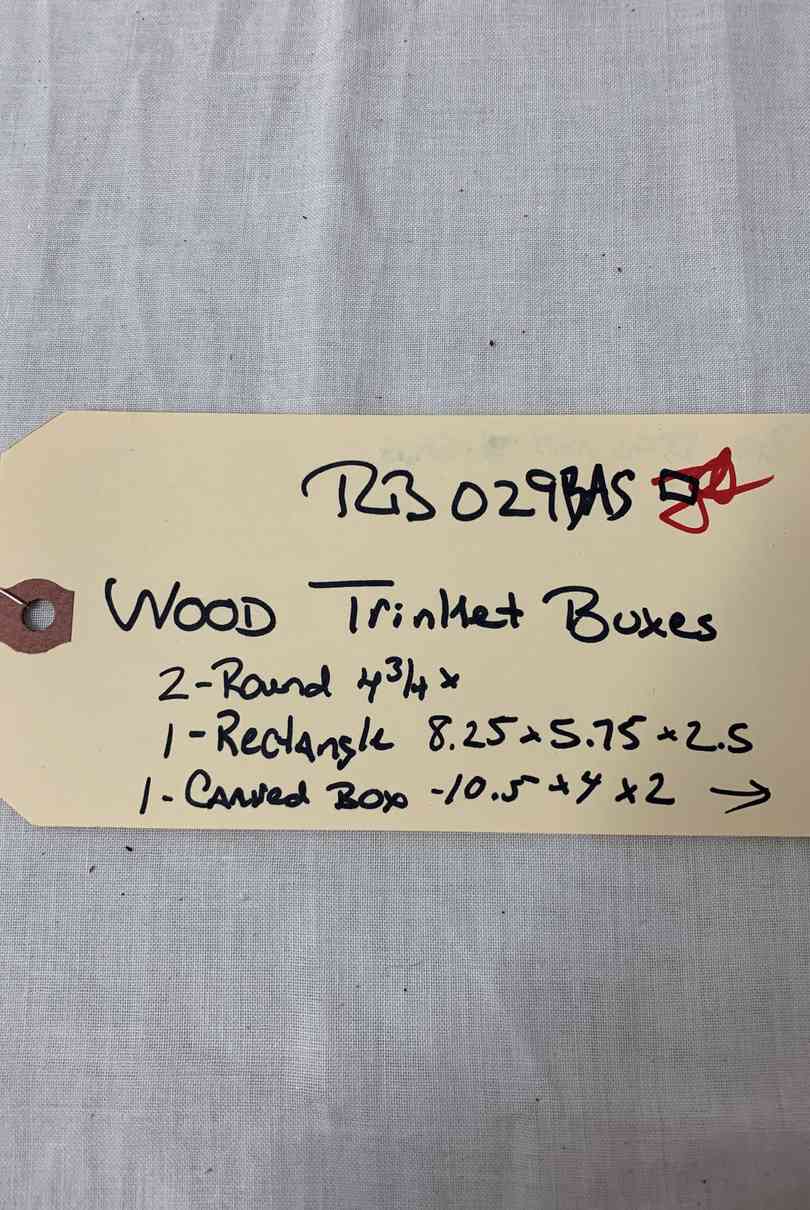 RB029BAS
WOOD Trinket Boxes
2-Round 4 3/4 x
1-Rectangle 8.25 x 5.75 x 2.5
1-Carved Box -10.5 x 4 x 2 →